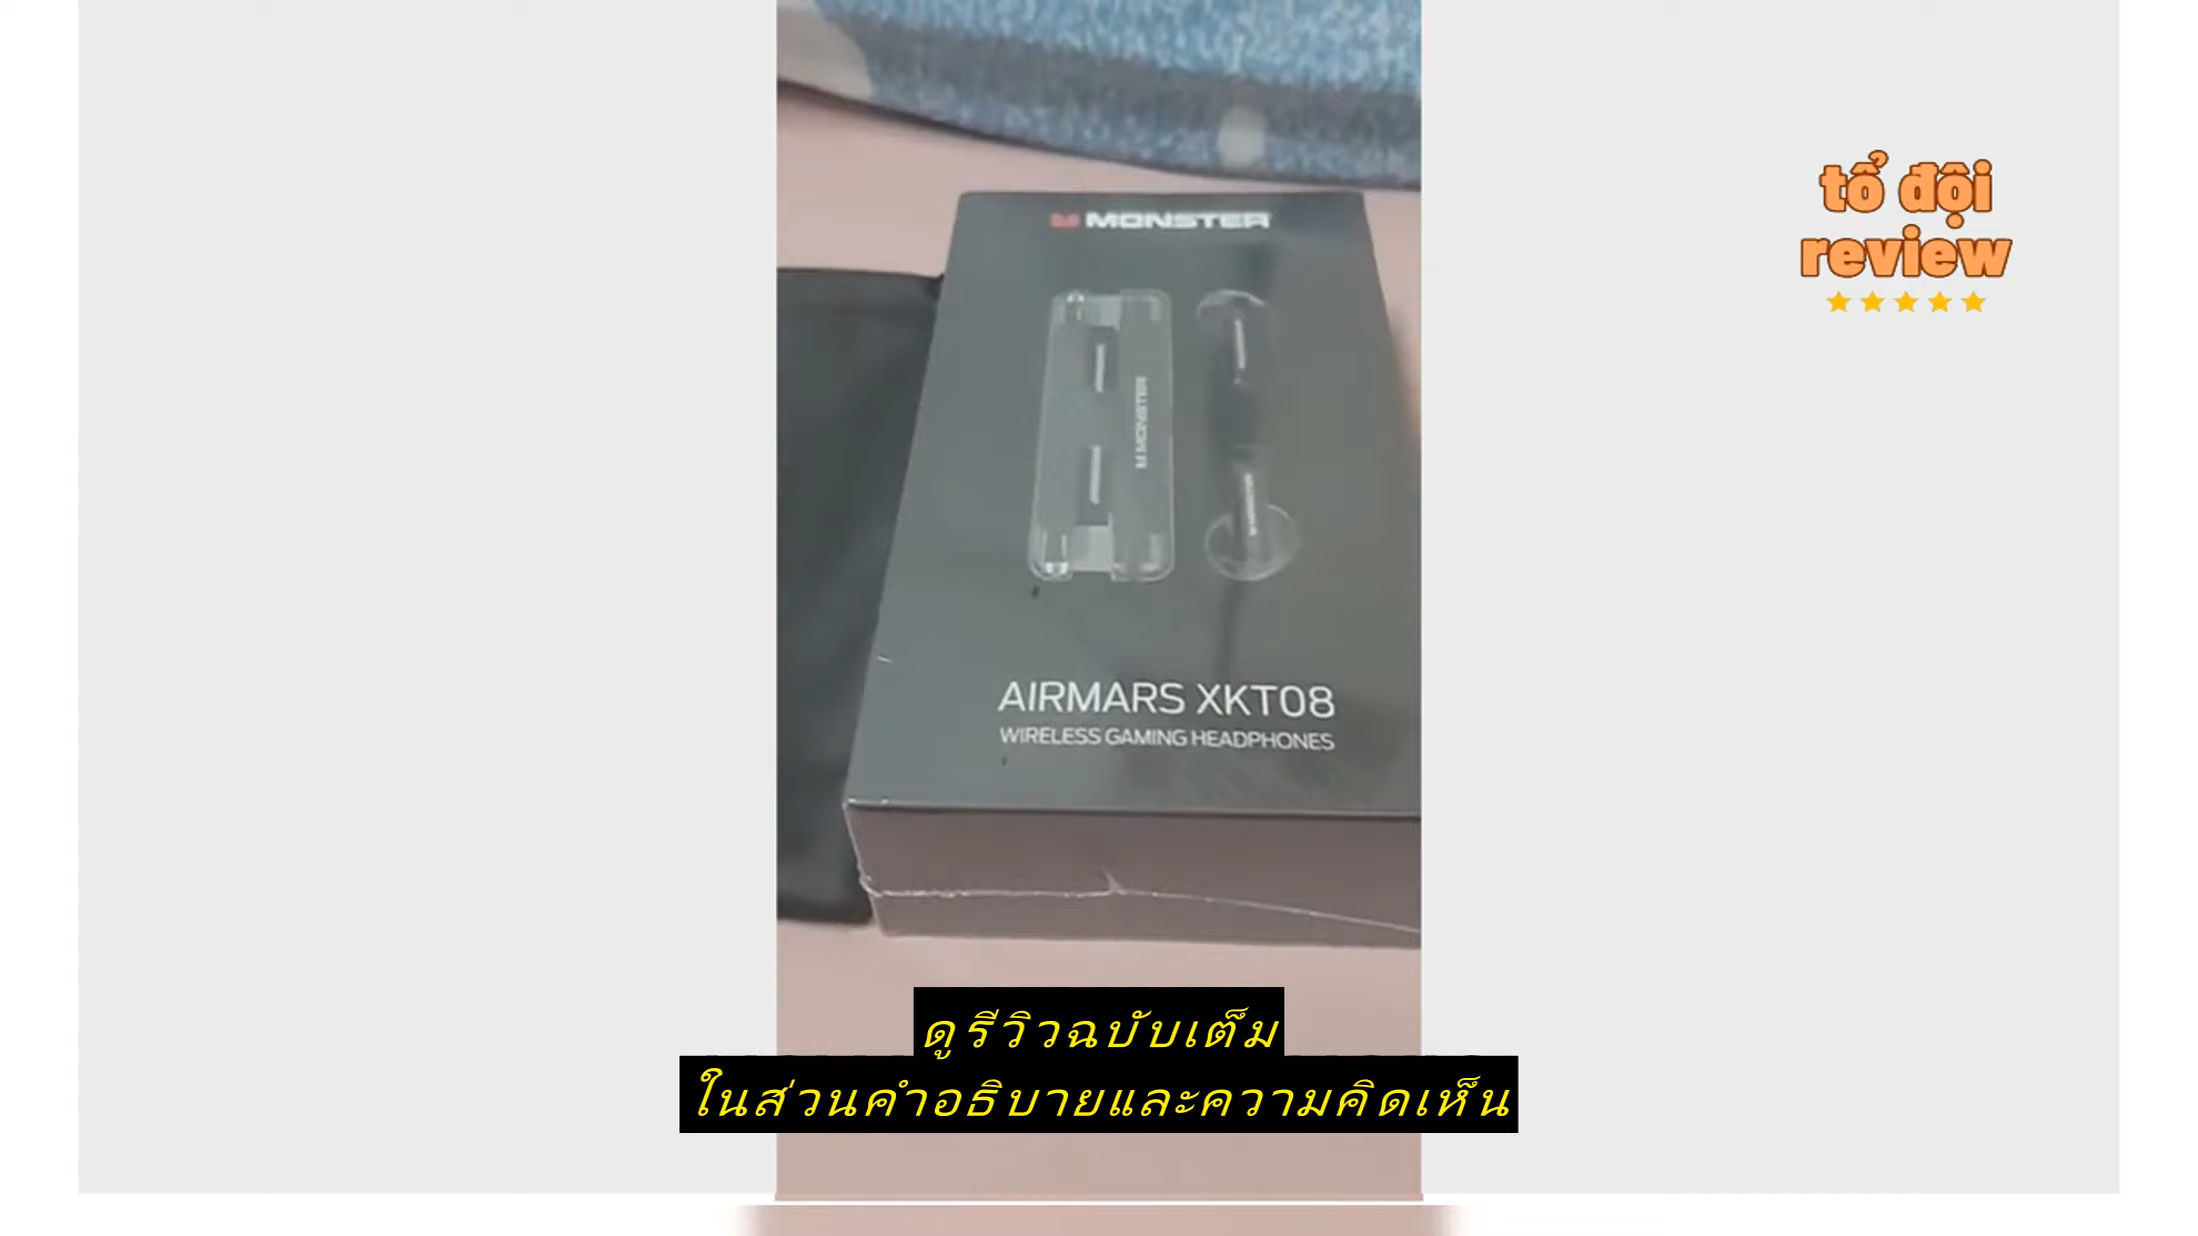 MONSTER
tổ đội
review
MONSTER
MONSTER
AIRMARS XKT08
WIRELESS GAMING HEADPHONES
ดูรีวิวฉบับเต็ม
ในส่วนคำอธิบายและความคิดเห็น